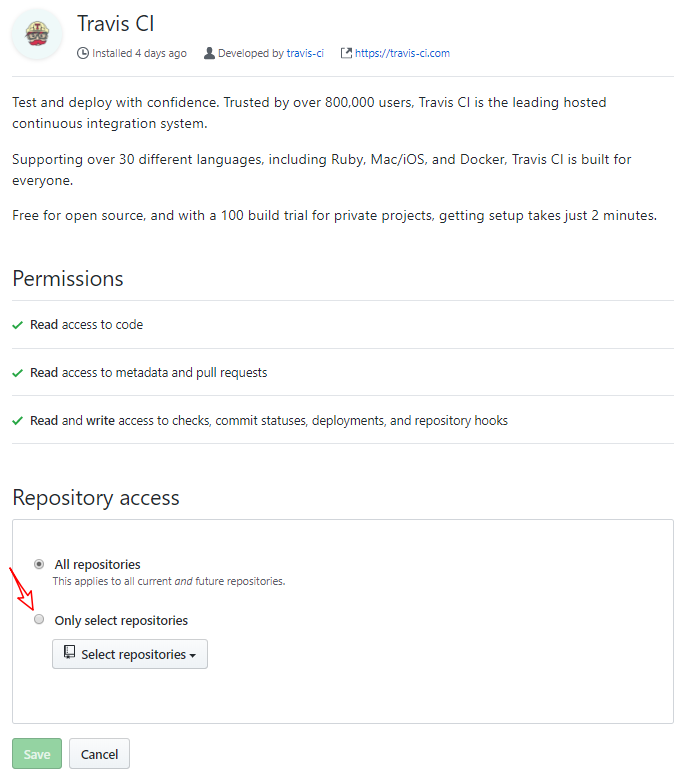 Travis CI
Installed 4 days ago Developed by travis-ci https://travis-ci.com
Test and deploy with confidence. Trusted by over 800,000 users, Travis CI is the leading hosted
continuous integration system.
Supporting over 30 different languages, including Ruby, Mac/iOS, and Docker, Travis CI is built for
everyone.
Free for open source, and with a 100 build trial for private projects, getting setup takes just 2 minutes.
Permissions
Read access to code
Read access to metadata and pull requests
Read and write access to checks, commit statuses, deployments, and repository hooks
Repository access
All repositories
This applies to all current and future repositories.
Only select repositories
Select repositories
Save Cancel